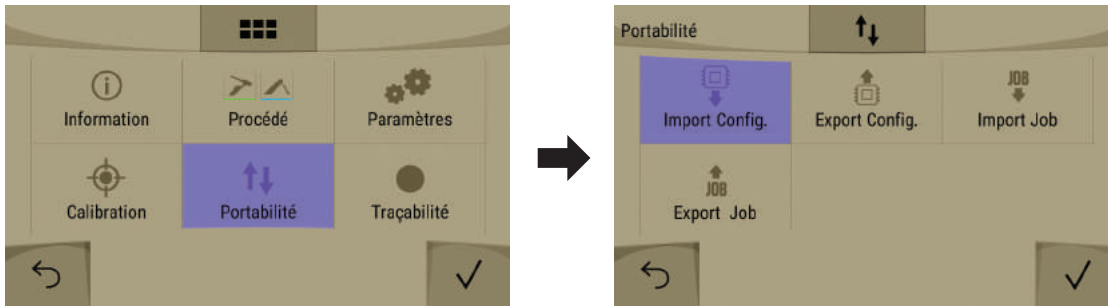 Information
Procédé
Paramètres
Calibration
Portabilité
Traçabilité
Portabilité
Import Config.
Export Config.
JOB
Import Job
JOB
Export Job